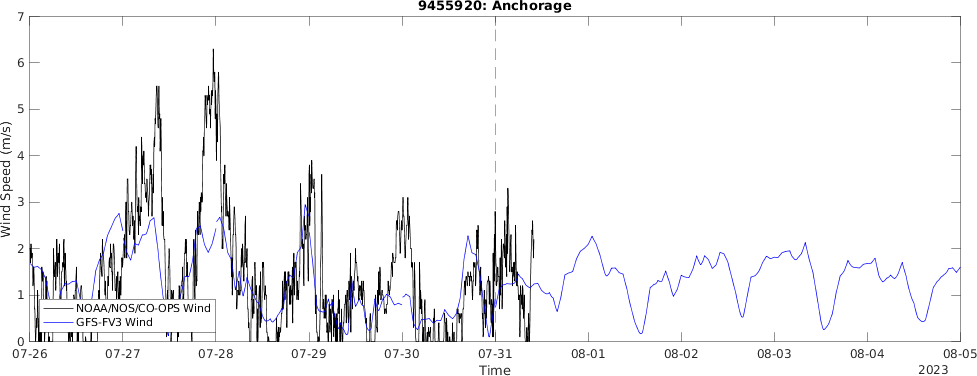 9455920: Anchorage
7
6
5
4
3
2
1
0
Wind Speed (m/s)
NOAA/NOS/CO-OPS Wind
GFS-FV3 Wind
07-26 07-27 07-28 07-29 07-30 07-31 08-01 08-02 08-03 08-04 08-05
Time
2023